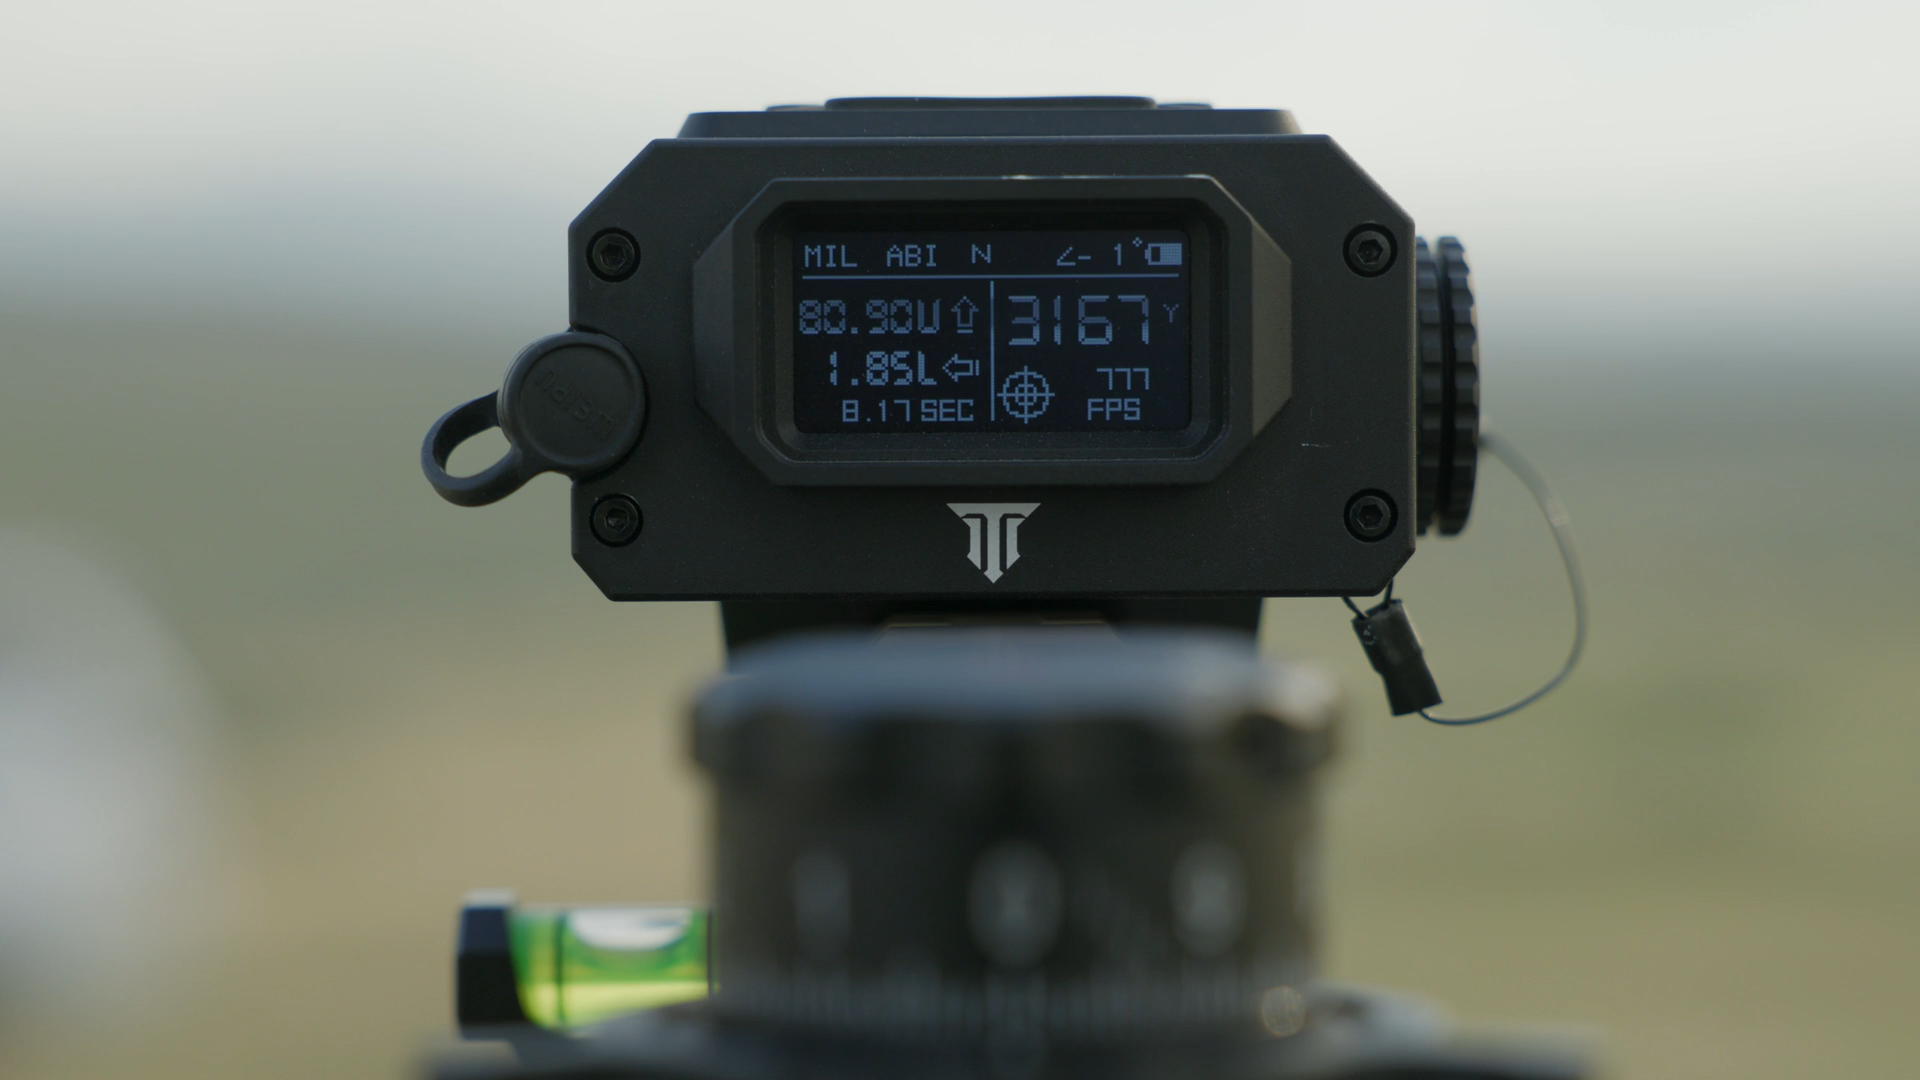 MIL ABI N ∠- 1°
80.90U
1.85L
8.17 SEC
3167 Y
777
FPS